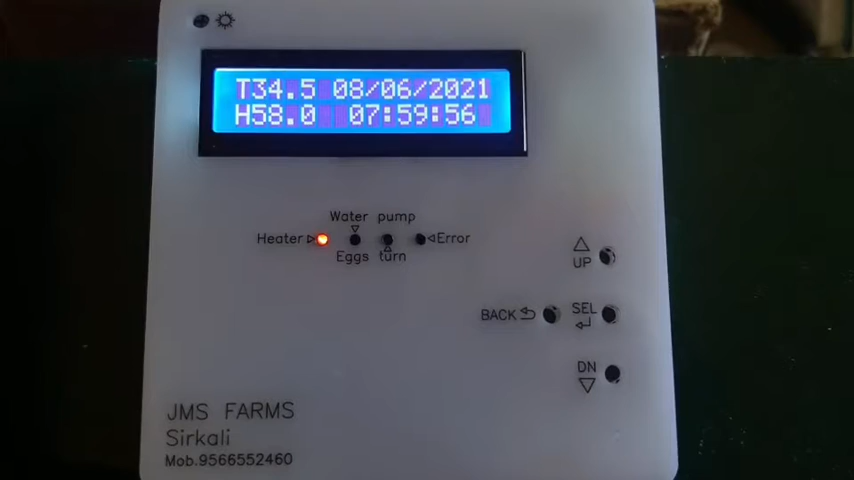 T34.5 08/06/2021
H58.0 07:59:56
Water pump
Heater
Error
Eggs turn
UP
BACK
SEL
DN
JMS FARMS
Sirkali
Mob.9566552460